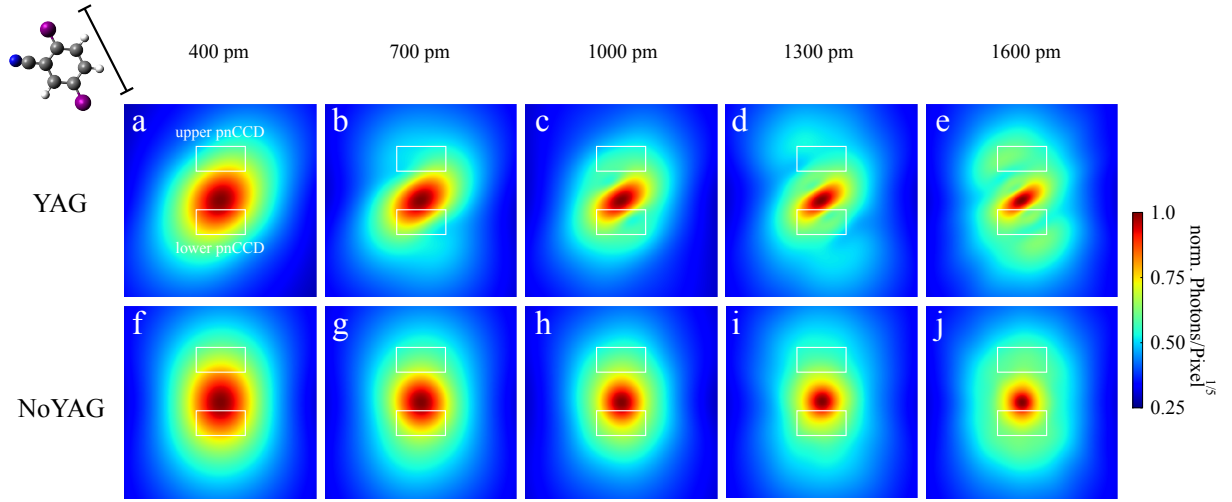 400 pm 700 pm 1000 pm 1300 pm 1600 pm
a b c d e
upper pnCCD
YAG
lower pnCCD
f g h i j
NoYAG
1.0
0.75
0.50
0.25
norm. Photons/Pixel^1/5